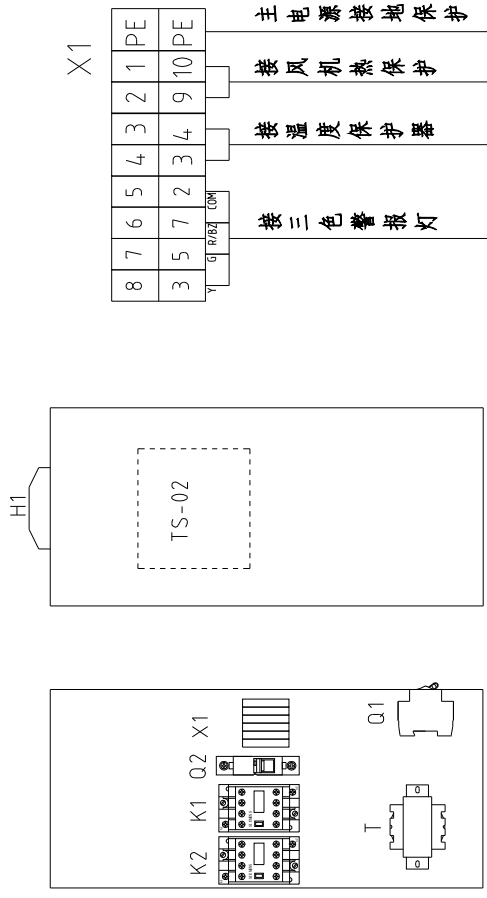 X1
PE 1 2 3 4 5 6 7 8
PE 10 9 4 3 2 7 5 3
COM R/BZ G Y
主电源接地保护
接风机热保护
接温度保护器
接三色警报灯
H1
TS-02
X1
Q2
K1
K2
Q1
T